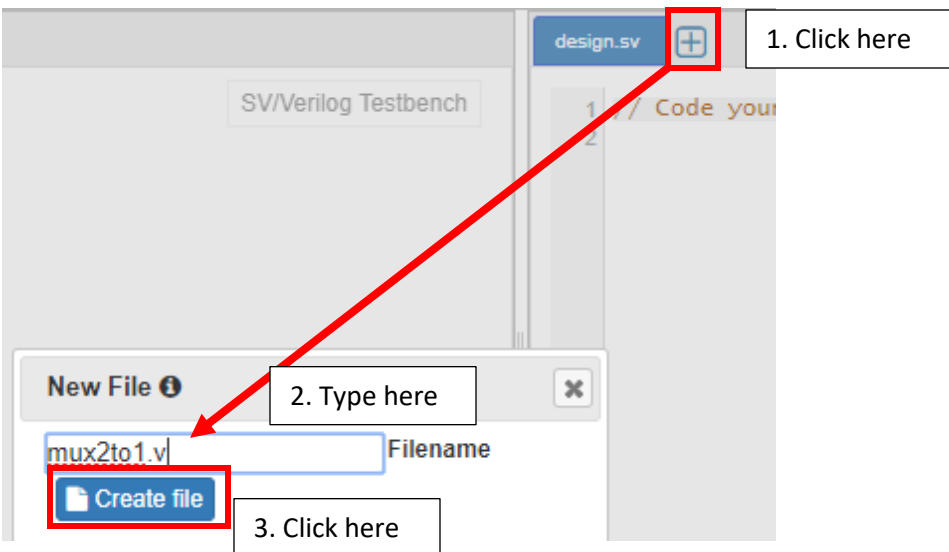 design.sv
1. Click here
SV/Verilog Testbench
1 // Code your
2
New File
2. Type here
mux2to1.v
Filename
Create file
3. Click here